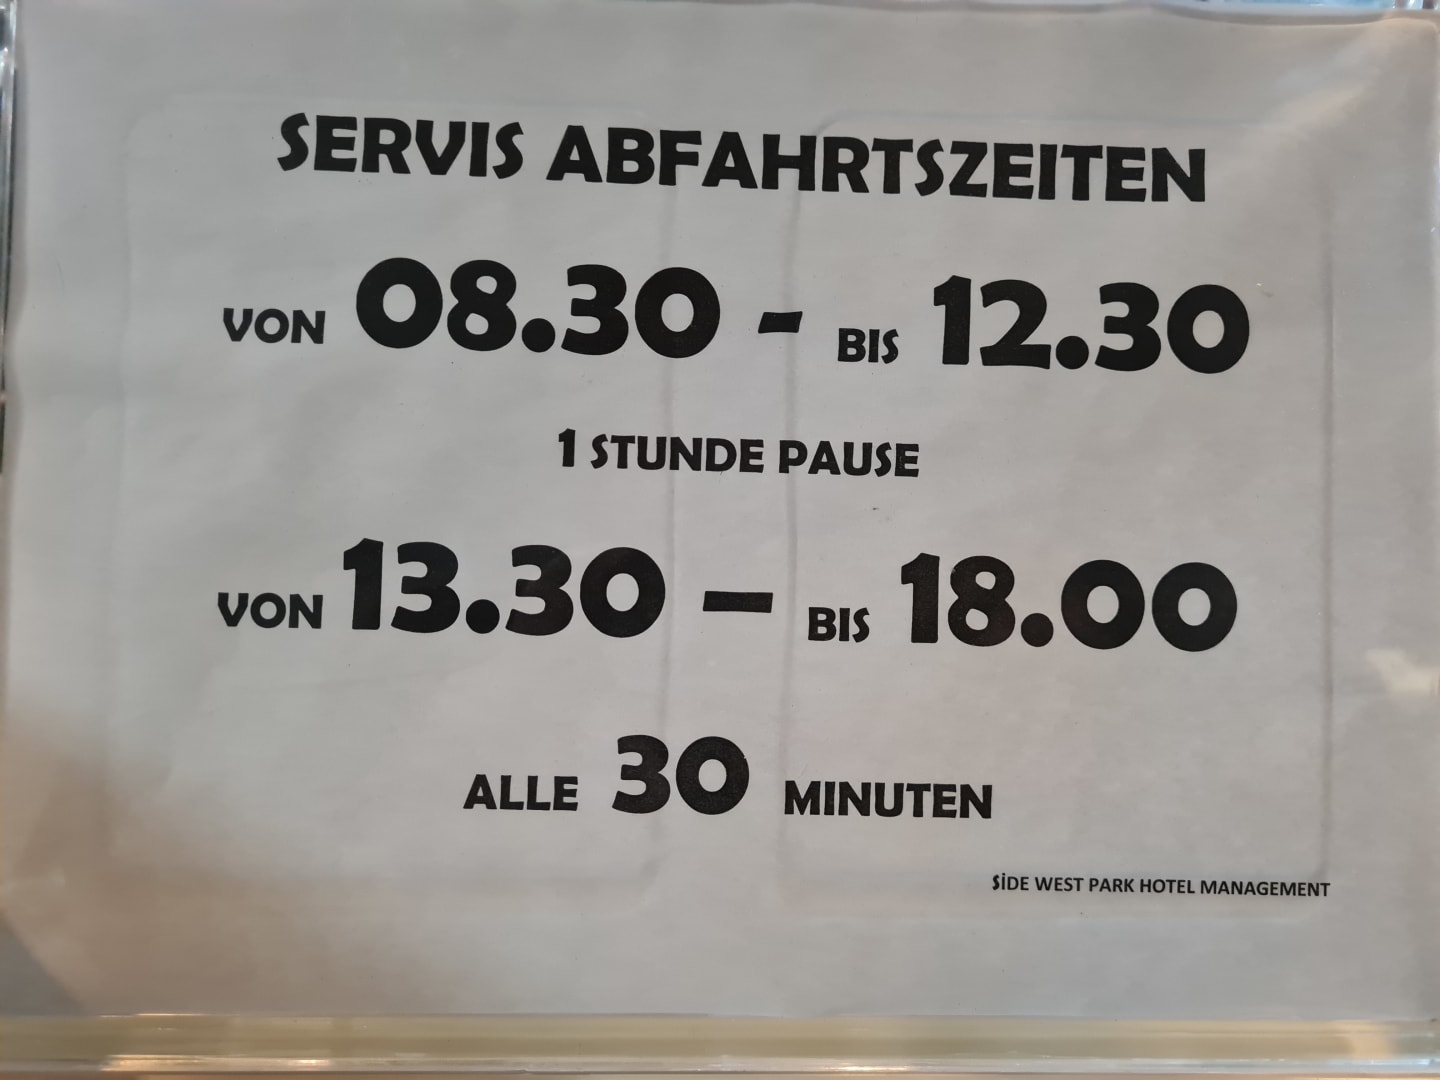 SERVIS ABFAHRTSZEITEN
VON 08.30 - BIS 12.30
1 STUNDE PAUSE
VON 13.30 – BIS 18.00
ALLE 30 MINUTEN
SİDE WEST PARK HOTEL MANAGEMENT